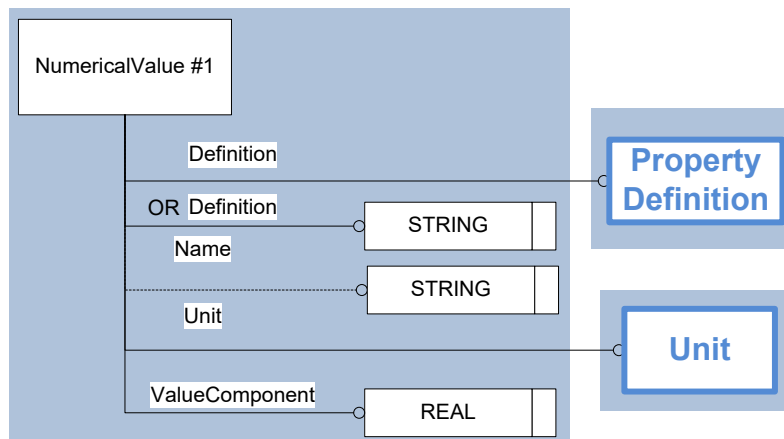 NumericalValue #1
Definition
Property
Definition
OR Definition
STRING
Name
STRING
Unit
Unit
ValueComponent
REAL